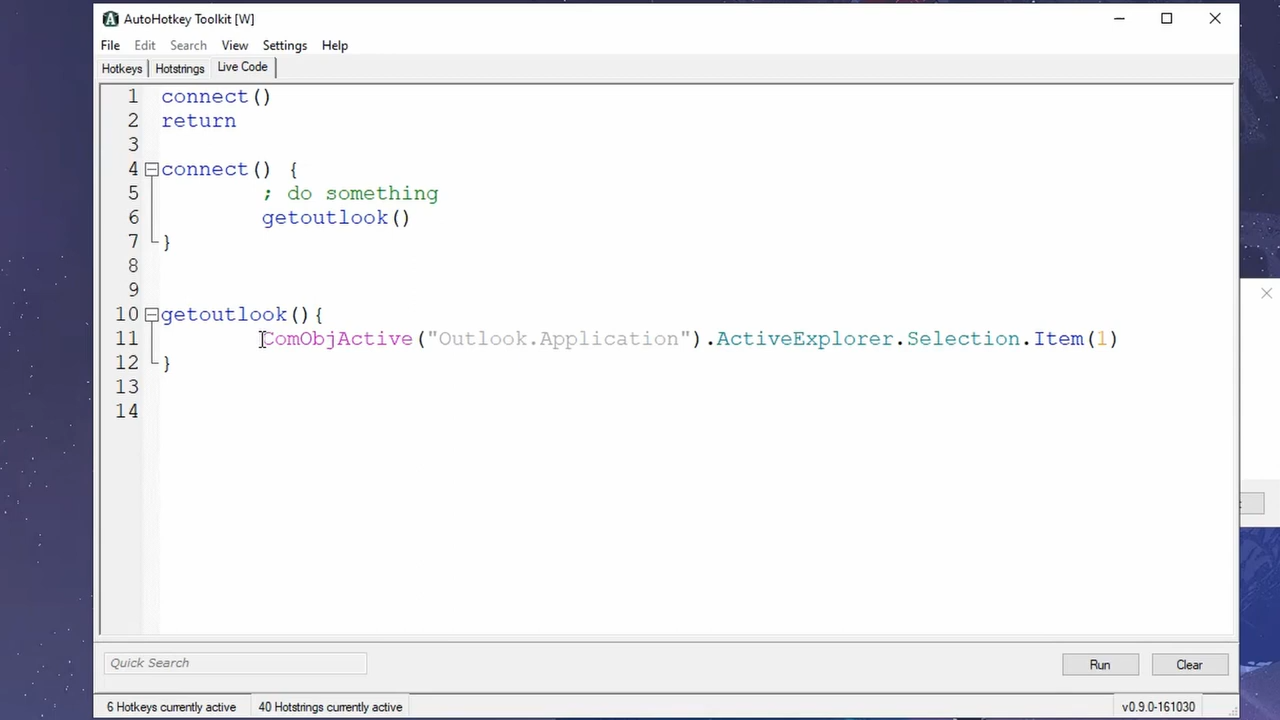 AutoHotkey Toolkit [W]
File Edit Search View Settings Help
Hotkeys Hotstrings Live Code
1 connect()
2 return
3
4 connect() {
5 ; do something
6 getoutlook()
7 }
8
9
10 getoutlook(){
11 ComObjActive("Outlook.Application").ActiveExplorer.Selection.Item(1)
12 }
13
14
Quick Search
Run Clear
6 Hotkeys currently active 40 Hotstrings currently active v0.9.0-161030